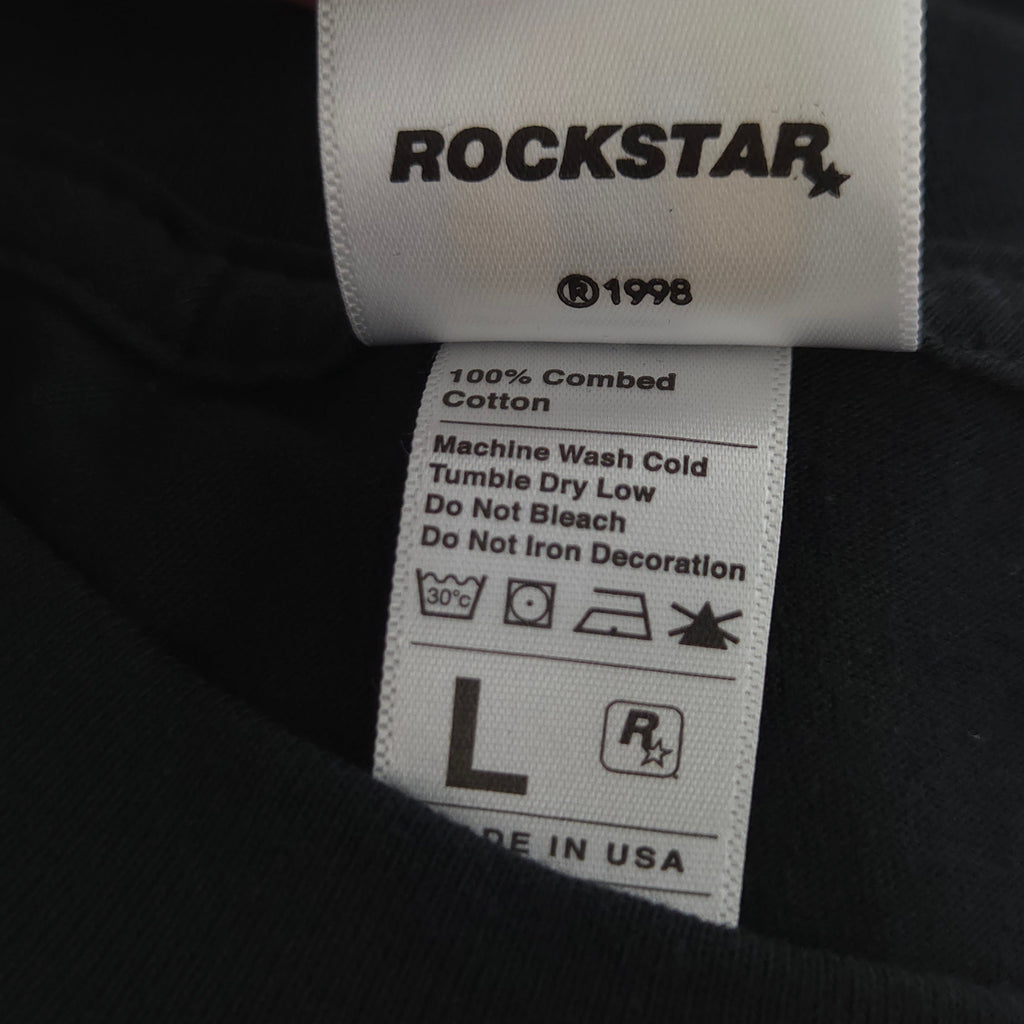 ROCKSTAR
®1998
100% Combed
Cotton
Machine Wash Cold
Tumble Dry Low
Do Not Bleach
Do Not Iron Decoration
30°c
L
R
DE IN USA